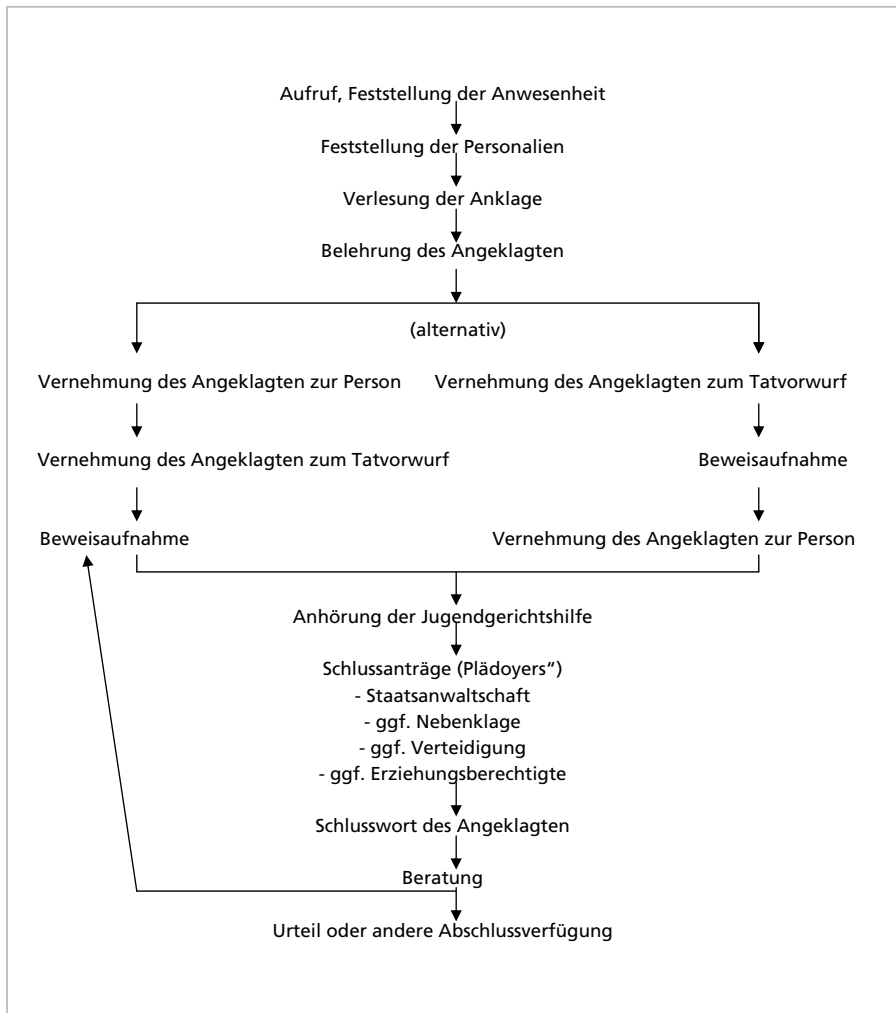 Aufruf, Feststellung der Anwesenheit
Feststellung der Personalien
Verlesung der Anklage
Belehrung des Angeklagten
(alternativ)
Vernehmung des Angeklagten zur Person
Vernehmung des Angeklagten zum Tatvorwurf
Vernehmung des Angeklagten zum Tatvorwurf
Beweisaufnahme
Beweisaufnahme
Vernehmung des Angeklagten zur Person
Anhörung der Jugendgerichtshilfe
Schlussanträge (Plädoyers“)
- Staatsanwaltschaft
- ggf. Nebenklage
- ggf. Verteidigung
- ggf. Erziehungsberechtigte
Schlusswort des Angeklagten
Beratung
Urteil oder andere Abschlussverfügung